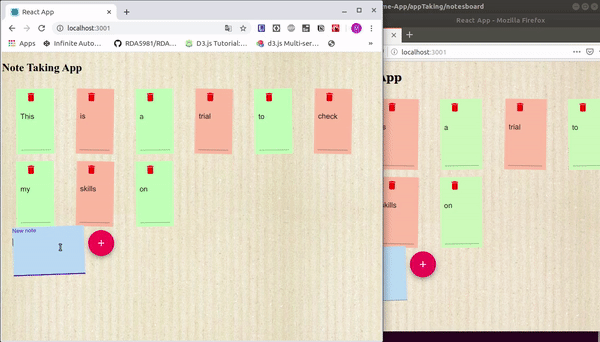 React App
localhost:3001
Apps Infinite Auto... RDA5981/RDA... D3.js Tutorial:... d3.js Multi-ser...
Note Taking App
This is a trial to check
my skills on
New note
+
me-App/appTaking/notesboard
React App - Mozilla Firefox
localhost:3001
App
s a trial to
skills on
+